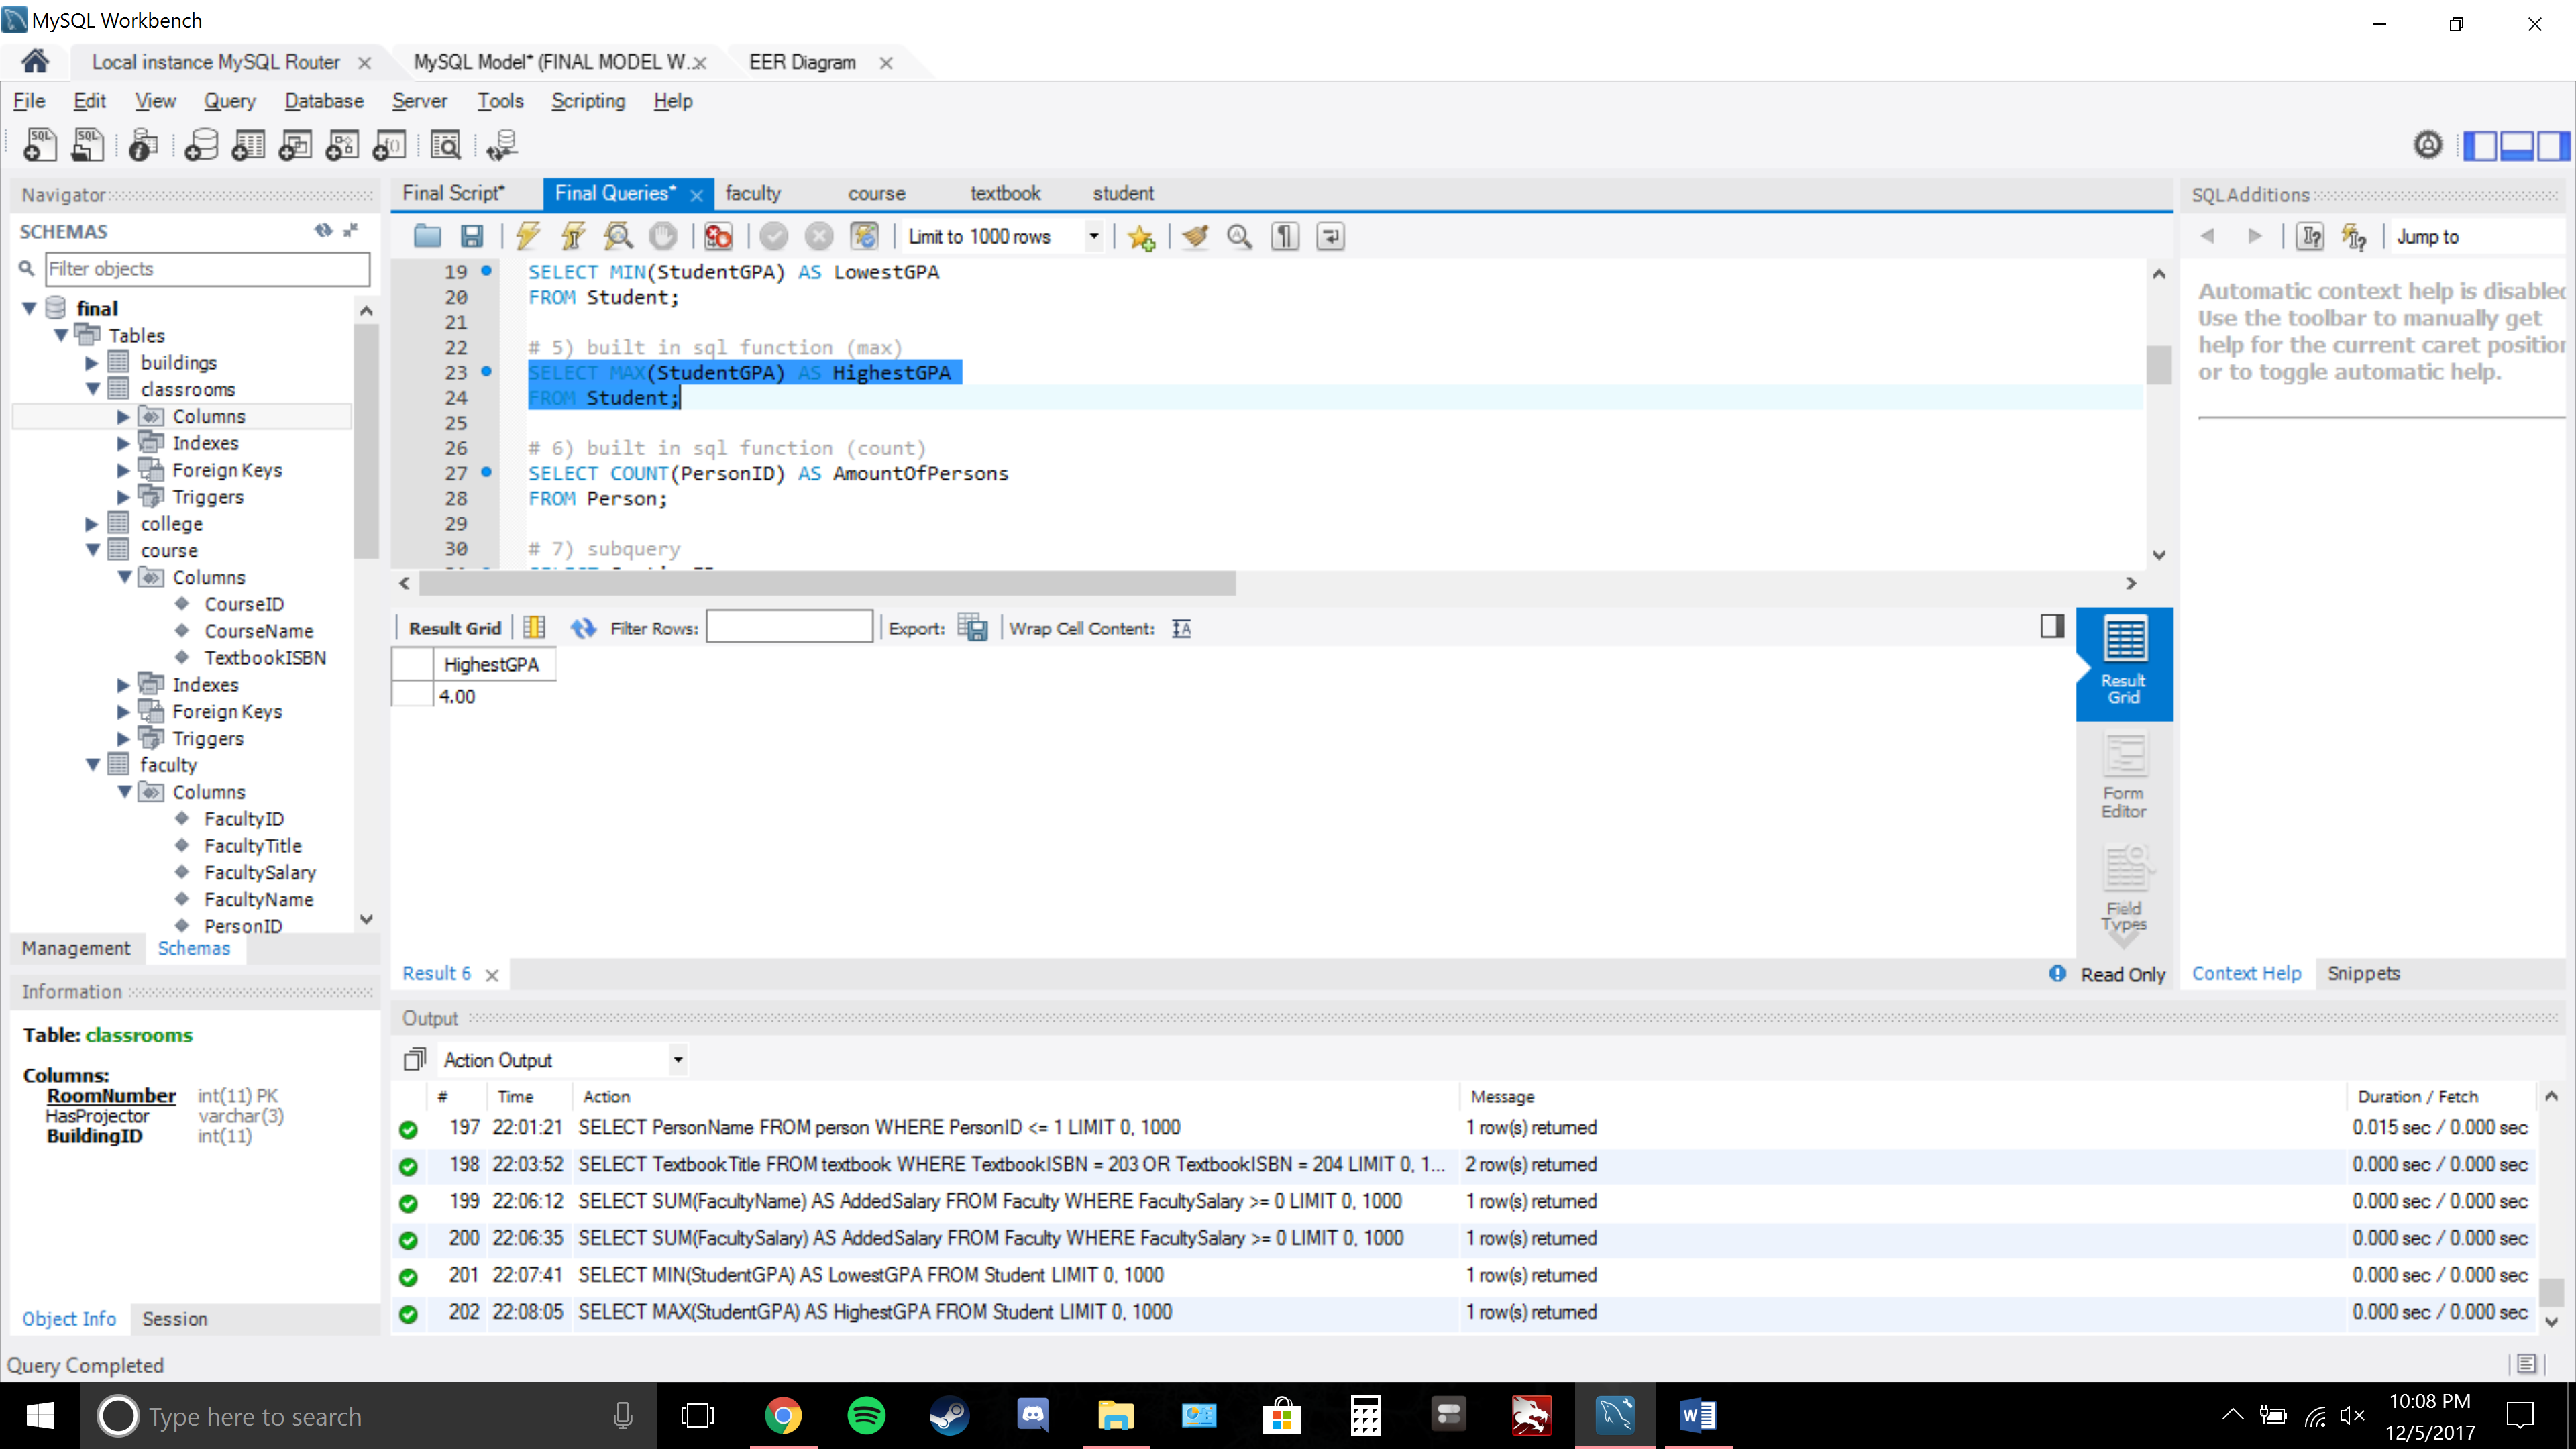 MySQL Workbench
Local instance MySQL Router
MySQL Model* (FINAL MODEL W...
EER Diagram
File Edit View Query Database Server Tools Scripting Help
Navigator
SCHEMAS
Filter objects
final
Tables
buildings
classrooms
Columns
Indexes
Foreign Keys
Triggers
college
course
Columns
CourseID
CourseName
TextbookISBN
Indexes
Foreign Keys
Triggers
faculty
Columns
FacultyID
FacultyTitle
FacultySalary
FacultyName
PersonID
Management Schemas
Information
Table: classrooms
Columns:
RoomNumber int(11) PK
HasProjector varchar(3)
BuildingID int(11)
Object Info Session
Query Completed
Final Script* Final Queries* faculty course textbook student
Limit to 1000 rows
19 SELECT MIN(StudentGPA) AS LowestGPA
20 FROM Student;
21
22 # 5) built in sql function (max)
23 SELECT MAX(StudentGPA) AS HighestGPA
24 FROM Student;
25
26 # 6) built in sql function (count)
27 SELECT COUNT(PersonID) AS AmountOfPersons
28 FROM Person;
29
30 # 7) subquery
Result Grid Filter Rows: Export: Wrap Cell Content:
HighestGPA
4.00
Result Grid
Form Editor
Field Types
Result 6
Read Only
SQLAdditions
Jump to
Automatic context help is disabled
Use the toolbar to manually get
help for the current caret position
or to toggle automatic help.
Context Help Snippets
Output
Action Output
# Time Action Message Duration / Fetch
197 22:01:21 SELECT PersonName FROM person WHERE PersonID <= 1 LIMIT 0, 1000 1 row(s) returned 0.015 sec / 0.000 sec
198 22:03:52 SELECT TextbookTitle FROM textbook WHERE TextbookISBN = 203 OR TextbookISBN = 204 LIMIT 0, 1... 2 row(s) returned 0.000 sec / 0.000 sec
199 22:06:12 SELECT SUM(FacultyName) AS AddedSalary FROM Faculty WHERE FacultySalary >= 0 LIMIT 0, 1000 1 row(s) returned 0.000 sec / 0.000 sec
200 22:06:35 SELECT SUM(FacultySalary) AS AddedSalary FROM Faculty WHERE FacultySalary >= 0 LIMIT 0, 1000 1 row(s) returned 0.000 sec / 0.000 sec
201 22:07:41 SELECT MIN(StudentGPA) AS LowestGPA FROM Student LIMIT 0, 1000 1 row(s) returned 0.000 sec / 0.000 sec
202 22:08:05 SELECT MAX(StudentGPA) AS HighestGPA FROM Student LIMIT 0, 1000 1 row(s) returned 0.000 sec / 0.000 sec
Type here to search
10:08 PM
12/5/2017